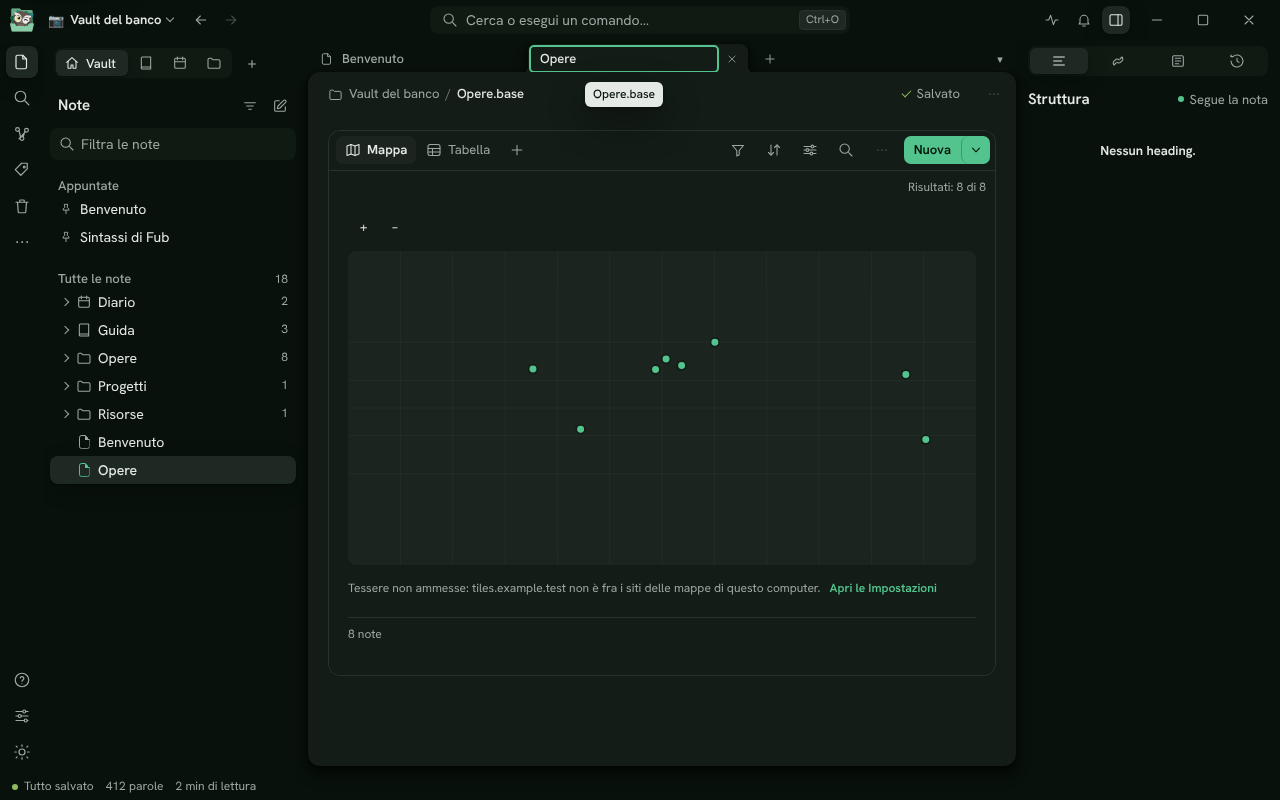 Vault del banco
Cerca o esegui un comando...
Ctrl+O
Vault
Benvenuto
Opere
Note
Vault del banco / Opere.base
Opere.base
Salvato
Struttura
Segue la nota
Filtra le note
Mappa
Tabella
Nuova
Nessun heading.
Appuntate
Risultati: 8 di 8
Benvenuto
Sintassi di Fub
Tutte le note 18
Diario 2
Guida 3
Opere 8
Progetti 1
Risorse 1
Benvenuto
Opere
Tessere non ammesse: tiles.example.test non è fra i siti delle mappe di questo computer. Apri le Impostazioni
8 note
Tutto salvato 412 parole 2 min di lettura